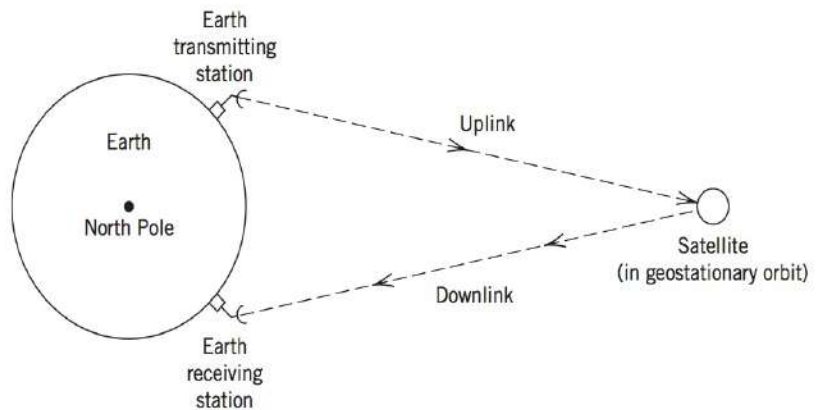 Earth
transmitting
station
Uplink
Earth
North Pole
Satellite
(in geostationary orbit)
Downlink
Earth
receiving
station